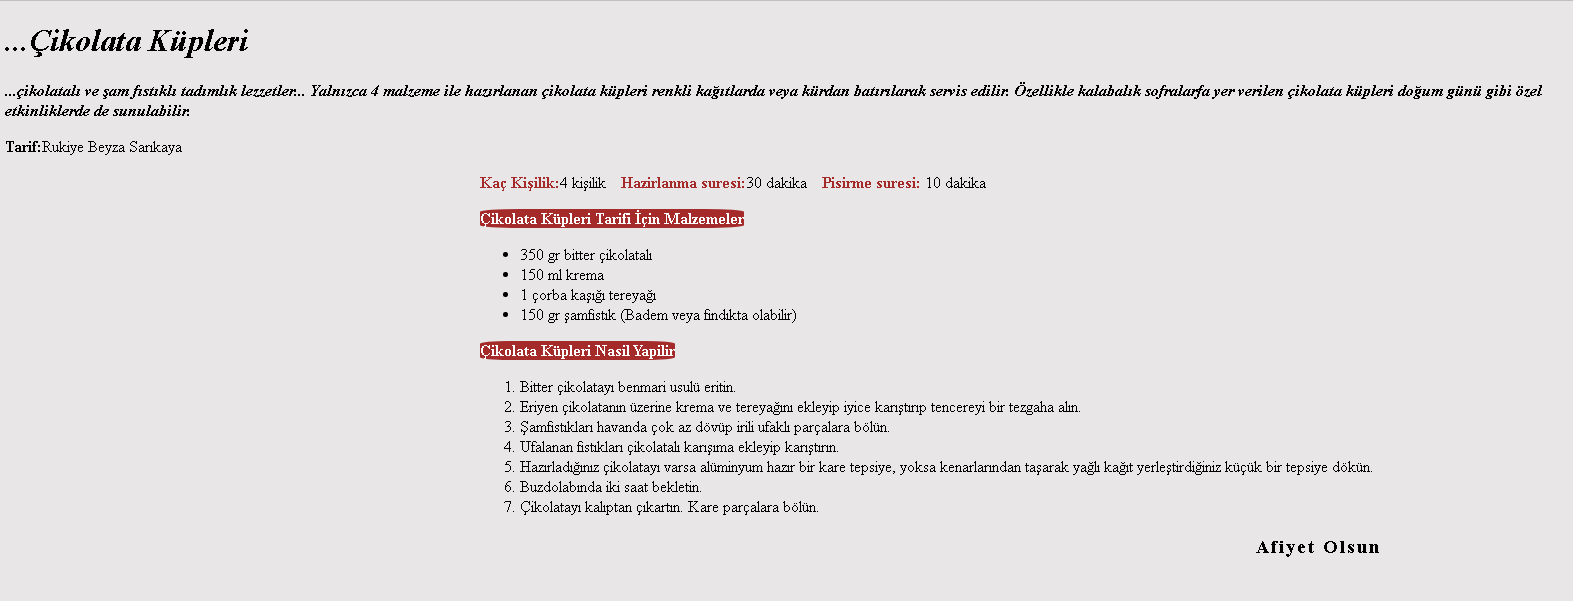 ...Çikolata Küpleri
...çikolatalı ve şam fıstıklı tadımlık lezzetler... Yalnızca 4 malzeme ile hazırlanan çikolata küpleri renkli kağıtlarda veya kürdan batırılarak servis edilir. Özellikle kalabalık sofralarfa yer verilen çikolata küpleri doğum günü gibi özel
etkinliklerde de sunulabilir.
Tarif:Rukiye Beyza Sarıkaya
Kaç Kişilik:4 kişilik Hazirlanma suresi:30 dakika Pisirme suresi: 10 dakika
Çikolata Küpleri Tarifi İçin Malzemeler
• 350 gr bitter çikolatalı
• 150 ml krema
• 1 çorba kaşığı tereyağı
• 150 gr şamfistık (Badem veya findıkta olabilir)
Çikolata Küpleri Nasil Yapilir
1. Bitter çikolatayı benmari usulü eritin.
2. Eriyen çikolatanın üzerine krema ve tereyağını ekleyip iyice karıştırıp tencereyi bir tezgaha alın.
3. Şamfistıkları havanda çok az dövüp irili ufaklı parçalara bölün.
4. Ufalanan fistıkları çikolatalı karışıma ekleyip karıştırın.
5. Hazırladığınız çikolatayı varsa alüminyum hazır bir kare tepsiye, yoksa kenarlarından taşarak yağlı kağıt yerleştirdiğiniz küçük bir tepsiye dökün.
6. Buzdolabında iki saat bekletin.
7. Çikolatayı kalıptan çıkartın. Kare parçalara bölün.
Afiyet Olsun